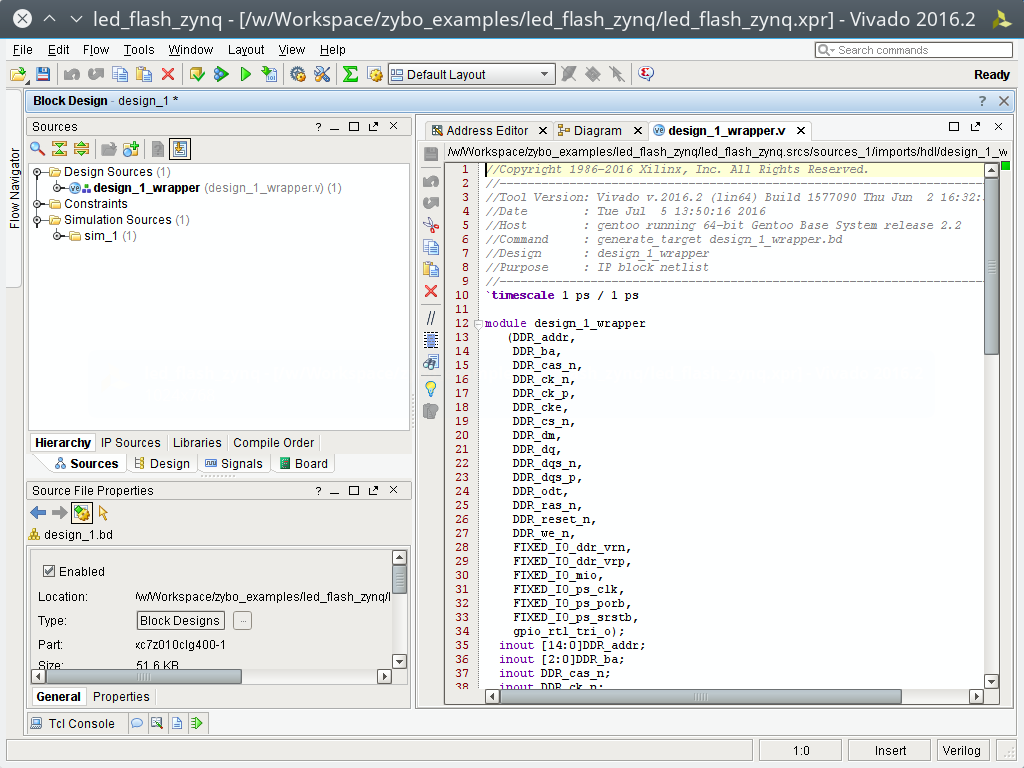 led_flash_zynq - [/w/Workspace/zybo_examples/led_flash_zynq/led_flash_zynq.xpr] - Vivado 2016.2
File Edit Flow Tools Window Layout View Help
Search commands
Default Layout
Ready
Block Design - design_1 *
Flow Navigator
Sources
Design Sources (1)
design_1_wrapper (design_1_wrapper.v) (1)
Constraints
Simulation Sources (1)
sim_1 (1)
Hierarchy IP Sources Libraries Compile Order
Sources Design Signals Board
Source File Properties
design_1.bd
Enabled
Location: /w/Workspace/zybo_examples/led_flash_zynq/l
Type: Block Designs ...
Part: xc7z010clg400-1
Size: 51.6 KB
General Properties
Tcl Console
Address Editor Diagram design_1_wrapper.v
/w/Workspace/zybo_examples/led_flash_zynq/led_flash_zynq.srcs/sources_1/imports/hdl/design_1_w
1 //Copyright 1986-2016 Xilinx, Inc. All Rights Reserved.
2 //--------------------------------------------------------------------
3 //Tool Version: Vivado v.2016.2 (lin64) Build 1577090 Thu Jun  2 16:32:
4 //Date        : Tue Jul  5 13:50:16 2016
5 //Host        : gentoo running 64-bit Gentoo Base System release 2.2
6 //Command     : generate_target design_1_wrapper.bd
7 //Design      : design_1_wrapper
8 //Purpose     : IP block netlist
9 //--------------------------------------------------------------------
10 `timescale 1 ps / 1 ps
11
12 module design_1_wrapper
13 (DDR_addr,
14 DDR_ba,
15 DDR_cas_n,
16 DDR_ck_n,
17 DDR_ck_p,
18 DDR_cke,
19 DDR_cs_n,
20 DDR_dm,
21 DDR_dq,
22 DDR_dqs_n,
23 DDR_dqs_p,
24 DDR_odt,
25 DDR_ras_n,
26 DDR_reset_n,
27 DDR_we_n,
28 FIXED_IO_ddr_vrn,
29 FIXED_IO_ddr_vrp,
30 FIXED_IO_mio,
31 FIXED_IO_ps_clk,
32 FIXED_IO_ps_porb,
33 FIXED_IO_ps_srstb,
34 gpio_rtl_tri_o);
35 inout [14:0]DDR_addr;
36 inout [2:0]DDR_ba;
37 inout DDR_cas_n;
38 inout DDR_ck_n;
1:0 Insert Verilog